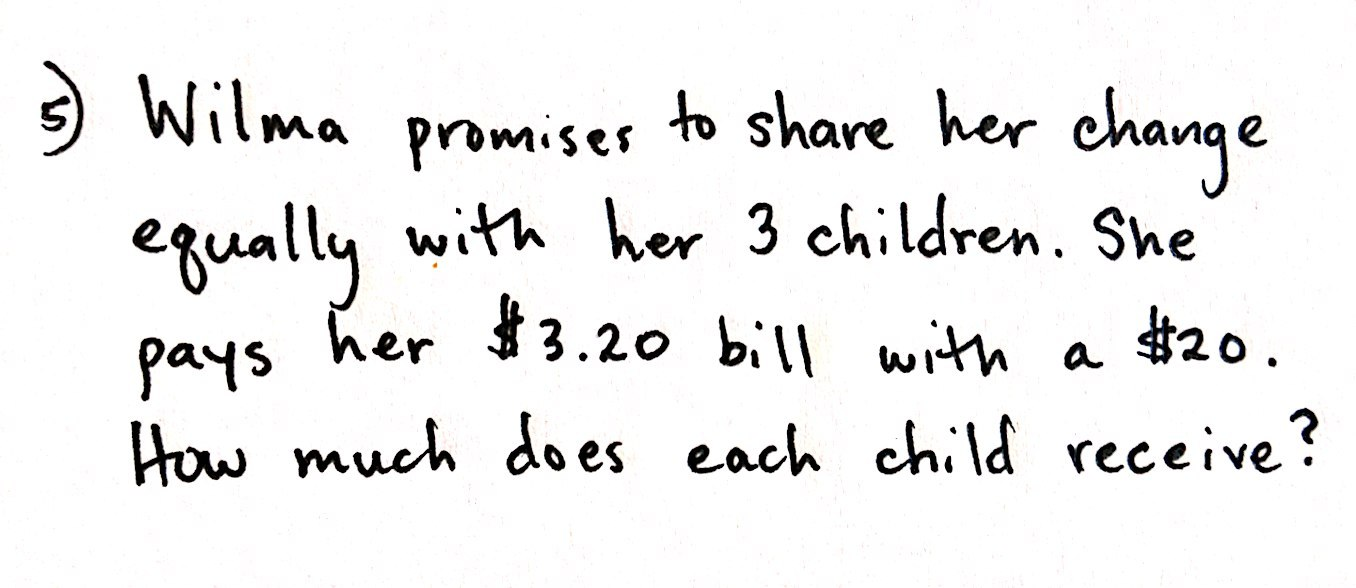 5) Wilma promises to share her change
equally with her 3 children. She
pays her $3.20 bill with a $20.
How much does each child receive?